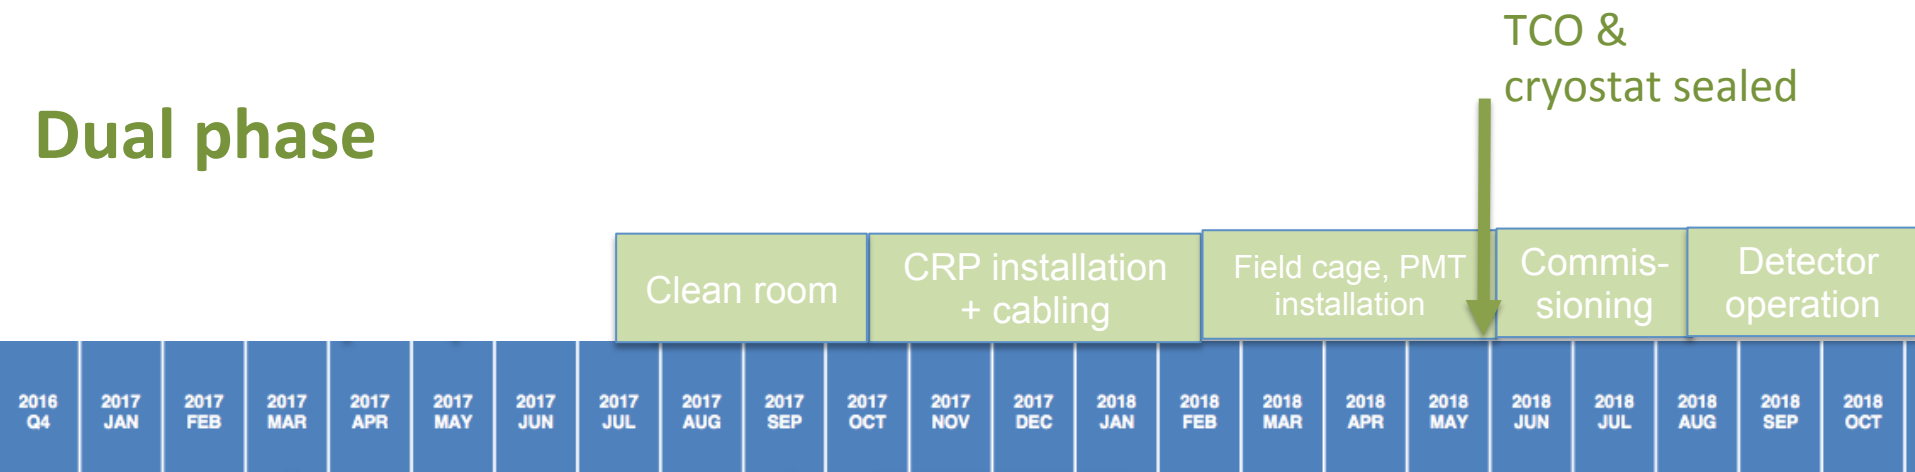 TCO &
cryostat sealed
Dual phase
Clean room
CRP installation
+ cabling
Field cage, PMT
installation
Commis-
sioning
Detector
operation
2016
Q4
2017
JAN
2017
FEB
2017
MAR
2017
APR
2017
MAY
2017
JUN
2017
JUL
2017
AUG
2017
SEP
2017
OCT
2017
NOV
2017
DEC
2018
JAN
2018
FEB
2018
MAR
2018
APR
2018
MAY
2018
JUN
2018
JUL
2018
AUG
2018
SEP
2018
OCT